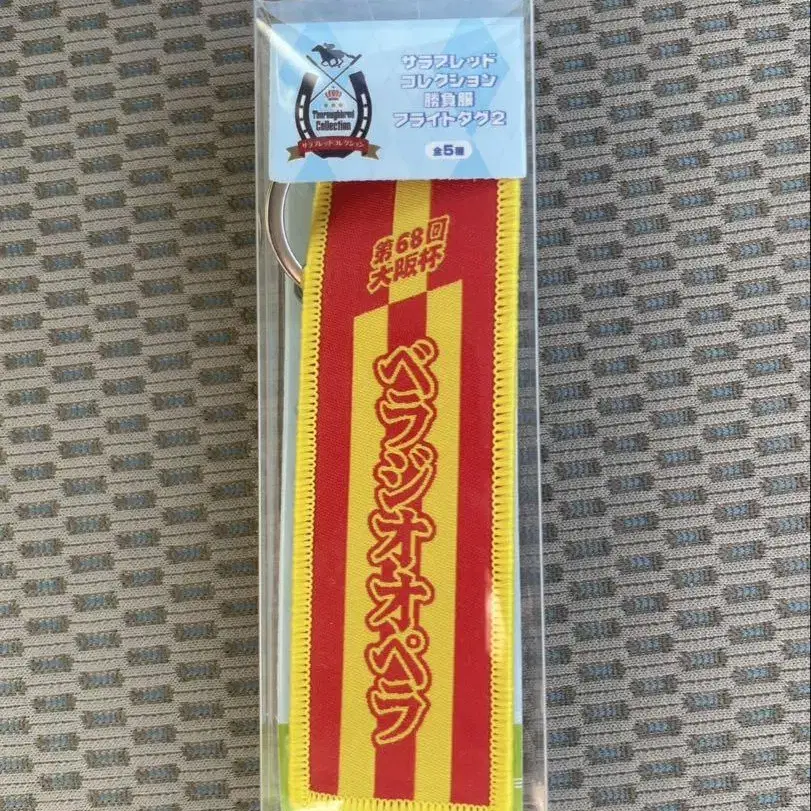 Thoroughbred
Collection
サラブレッドコレクション
サラブレッド
コレクション
勝負服
フライトタグ2
全5種
第68回
大阪杯
ベラジオオペラ